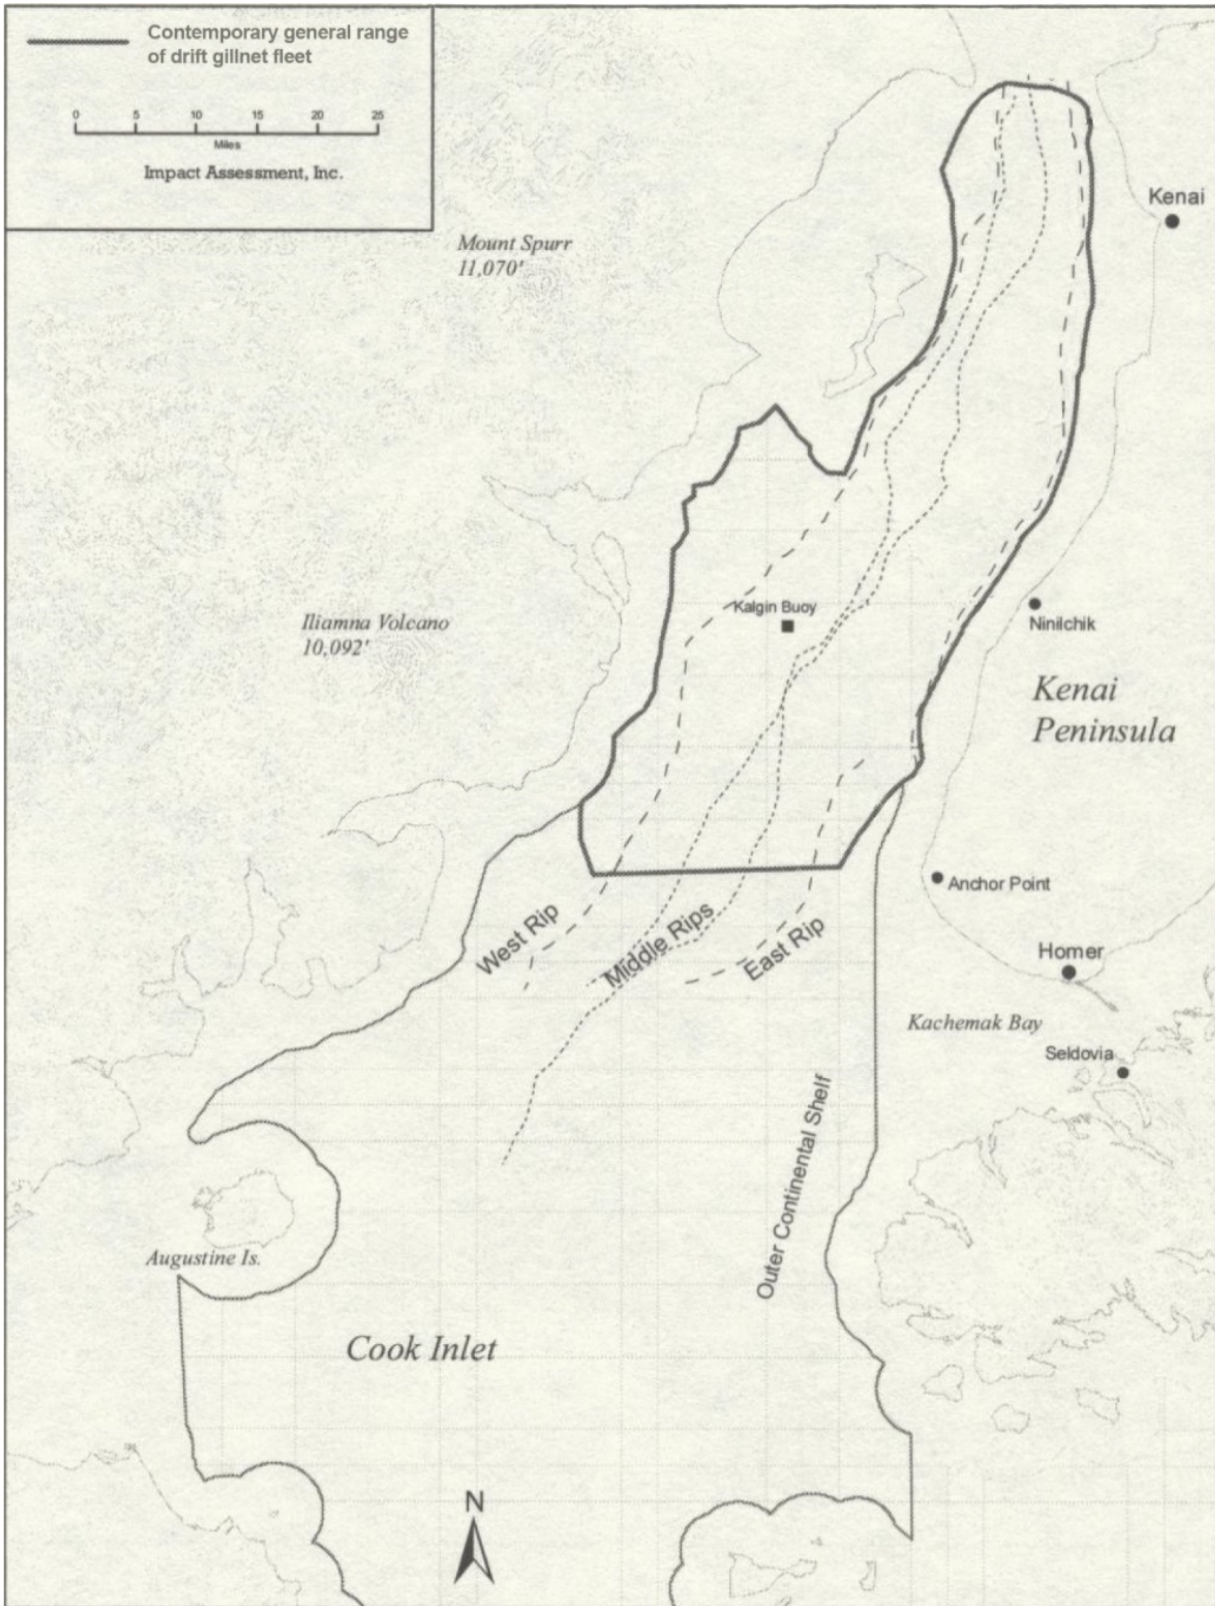 Contemporary general range
of drift gillnet fleet
0 5 10 15 20 25
Miles
Impact Assessment, Inc.
Kenai
Mount Spurr
11,070'
Kalgin Buoy
Iliamna Volcano
10,092'
Ninilchik
Kenai
Peninsula
Anchor Point
West Rip
Middle Rips
East Rip
Homer
Kachemak Bay
Seldovia
Outer Continental Shelf
Augustine Is.
Cook Inlet
N